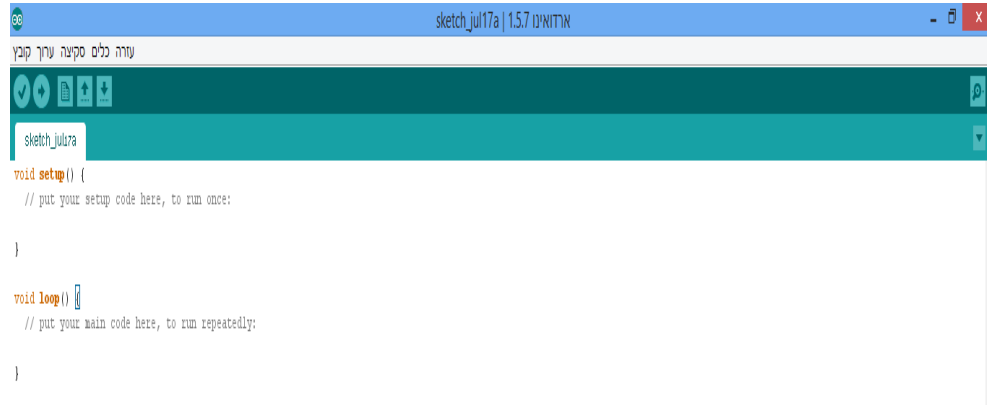 sketch_jul17a | ארדואינו 1.5.7
קובץ ערוך סקיצה כלים עזרה
sketch_jul17a
void setup() {
// put your setup code here, to run once:
}
void loop() {
// put your main code here, to run repeatedly:
}